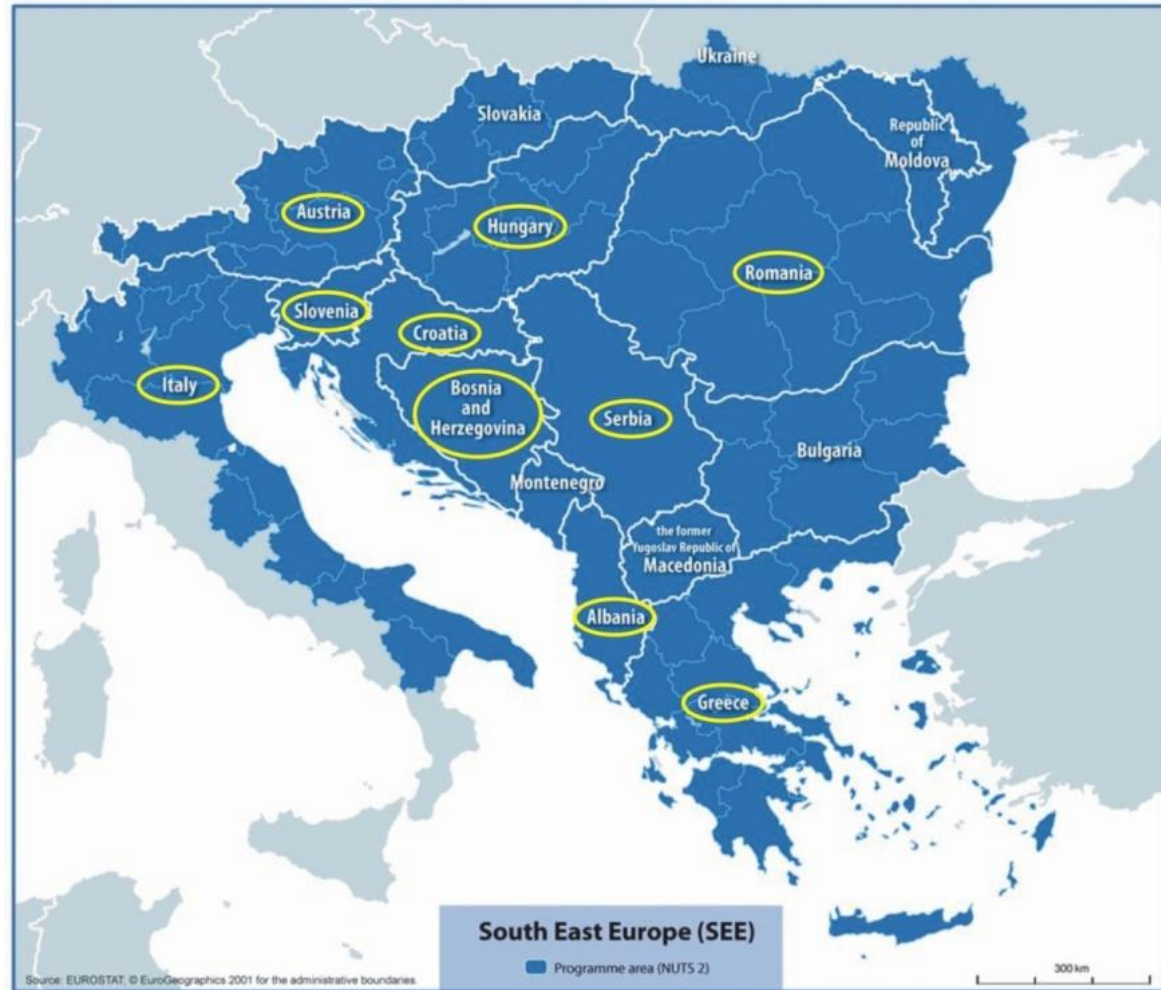 Ukraine
Slovakia
Republic
of
Moldova
Austria
Hungary
Romania
Slovenia
Croatia
Italy
Bosnia
and
Herzegovina
Serbia
Bulgaria
Montenegro
the former
Yugoslav Republic of
Macedonia
Albania
Greece
South East Europe (SEE)
Programme area (NUTS 2)
Source: EUROSTAT, © EuroGeographics 2001 for the administrative boundaries.
300 km